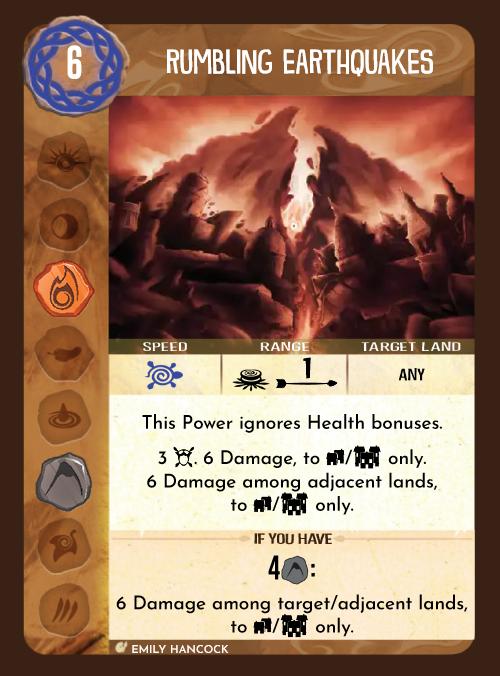 6
RUMBLING EARTHQUAKES
SPEED RANGE TARGET LAND
1 ANY
This Power ignores Health bonuses.
3 . 6 Damage, to / only.
6 Damage among adjacent lands,
to / only.
IF YOU HAVE
4 :
6 Damage among target/adjacent lands,
to / only.
EMILY HANCOCK